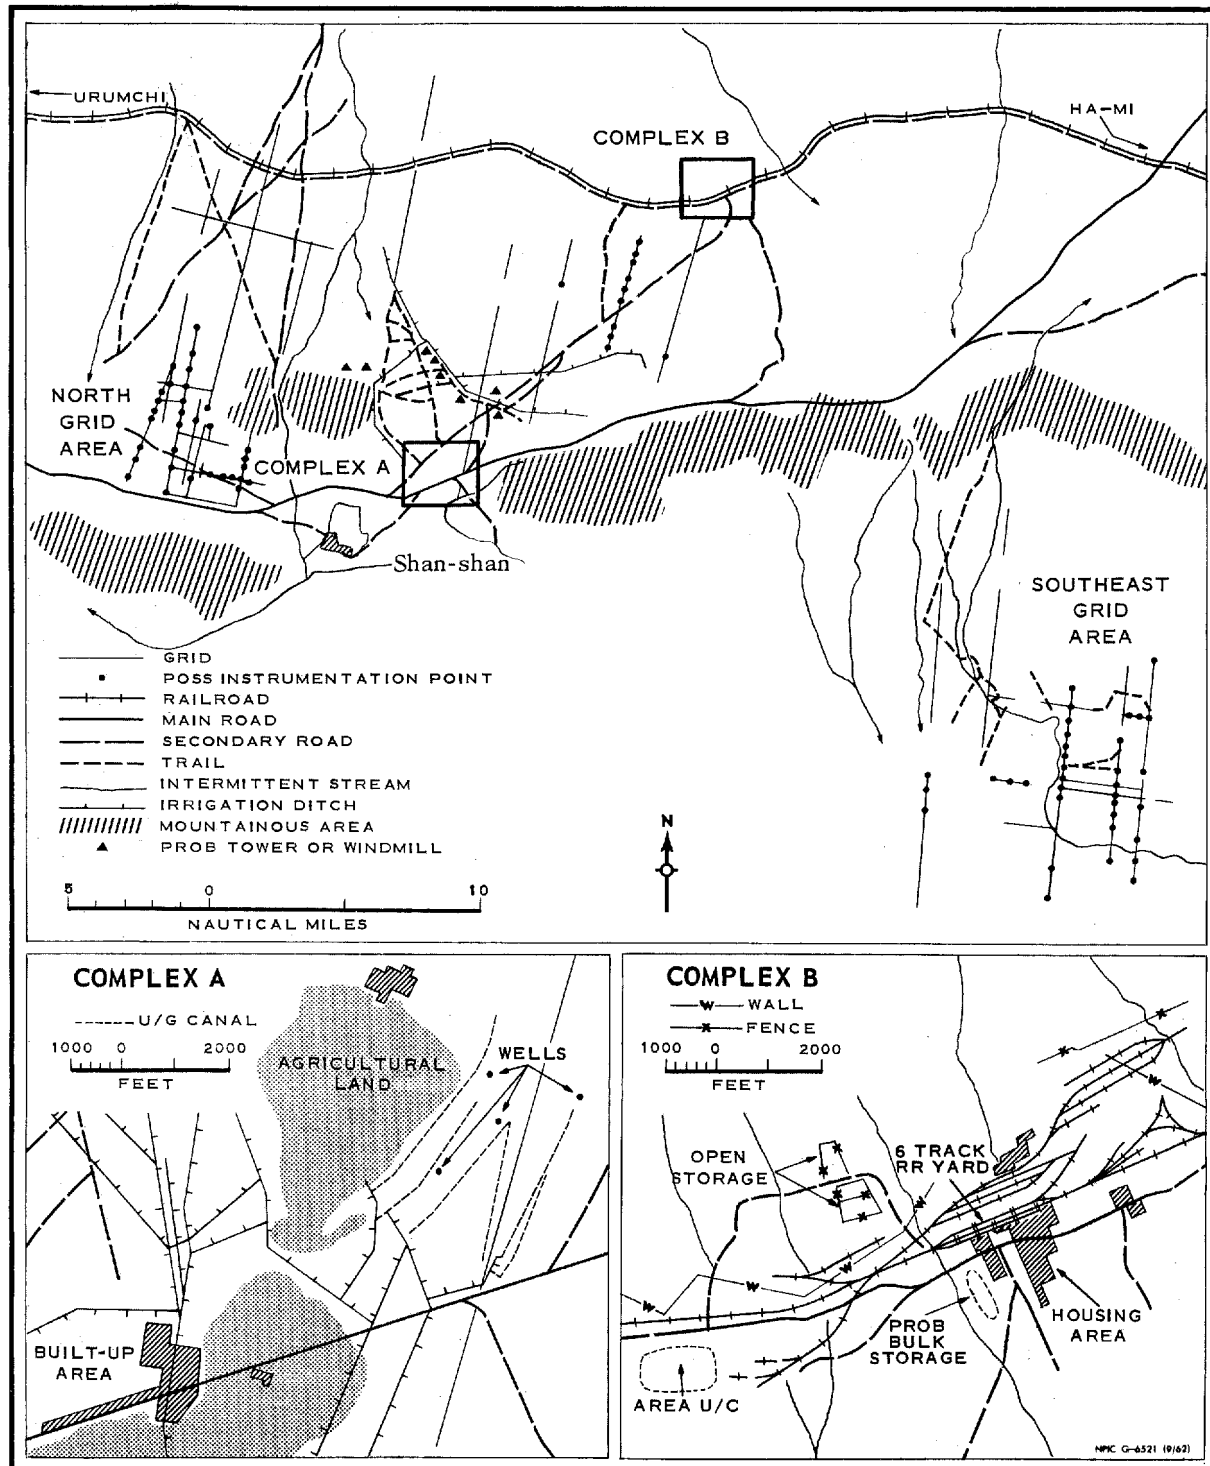 URUMCHI
HA-MI
COMPLEX B
NORTH
GRID
AREA
COMPLEX A
Shan-shan
SOUTHEAST
GRID
AREA
GRID
POSS INSTRUMENTATION POINT
RAILROAD
MAIN ROAD
SECONDARY ROAD
TRAIL
INTERMITTENT STREAM
IRRIGATION DITCH
MOUNTAINOUS AREA
PROB TOWER OR WINDMILL
N
5 0 10
NAUTICAL MILES
COMPLEX A
U/G CANAL
1000 0 2000
FEET
AGRICULTURAL
LAND
WELLS
BUILT-UP
AREA
COMPLEX B
W WALL
X FENCE
1000 0 2000
FEET
OPEN
STORAGE
6 TRACK
RR YARD
W
W
W
W
PROB
BULK
STORAGE
HOUSING
AREA
AREA U/C
NPIC G-6521 (9/62)